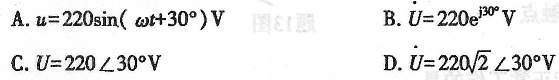 A. u=220sin( ωt+30°)V
B. U̇=220e^{j30°}V
C. U=220∠30°V
D. U̇=220√2∠30°V